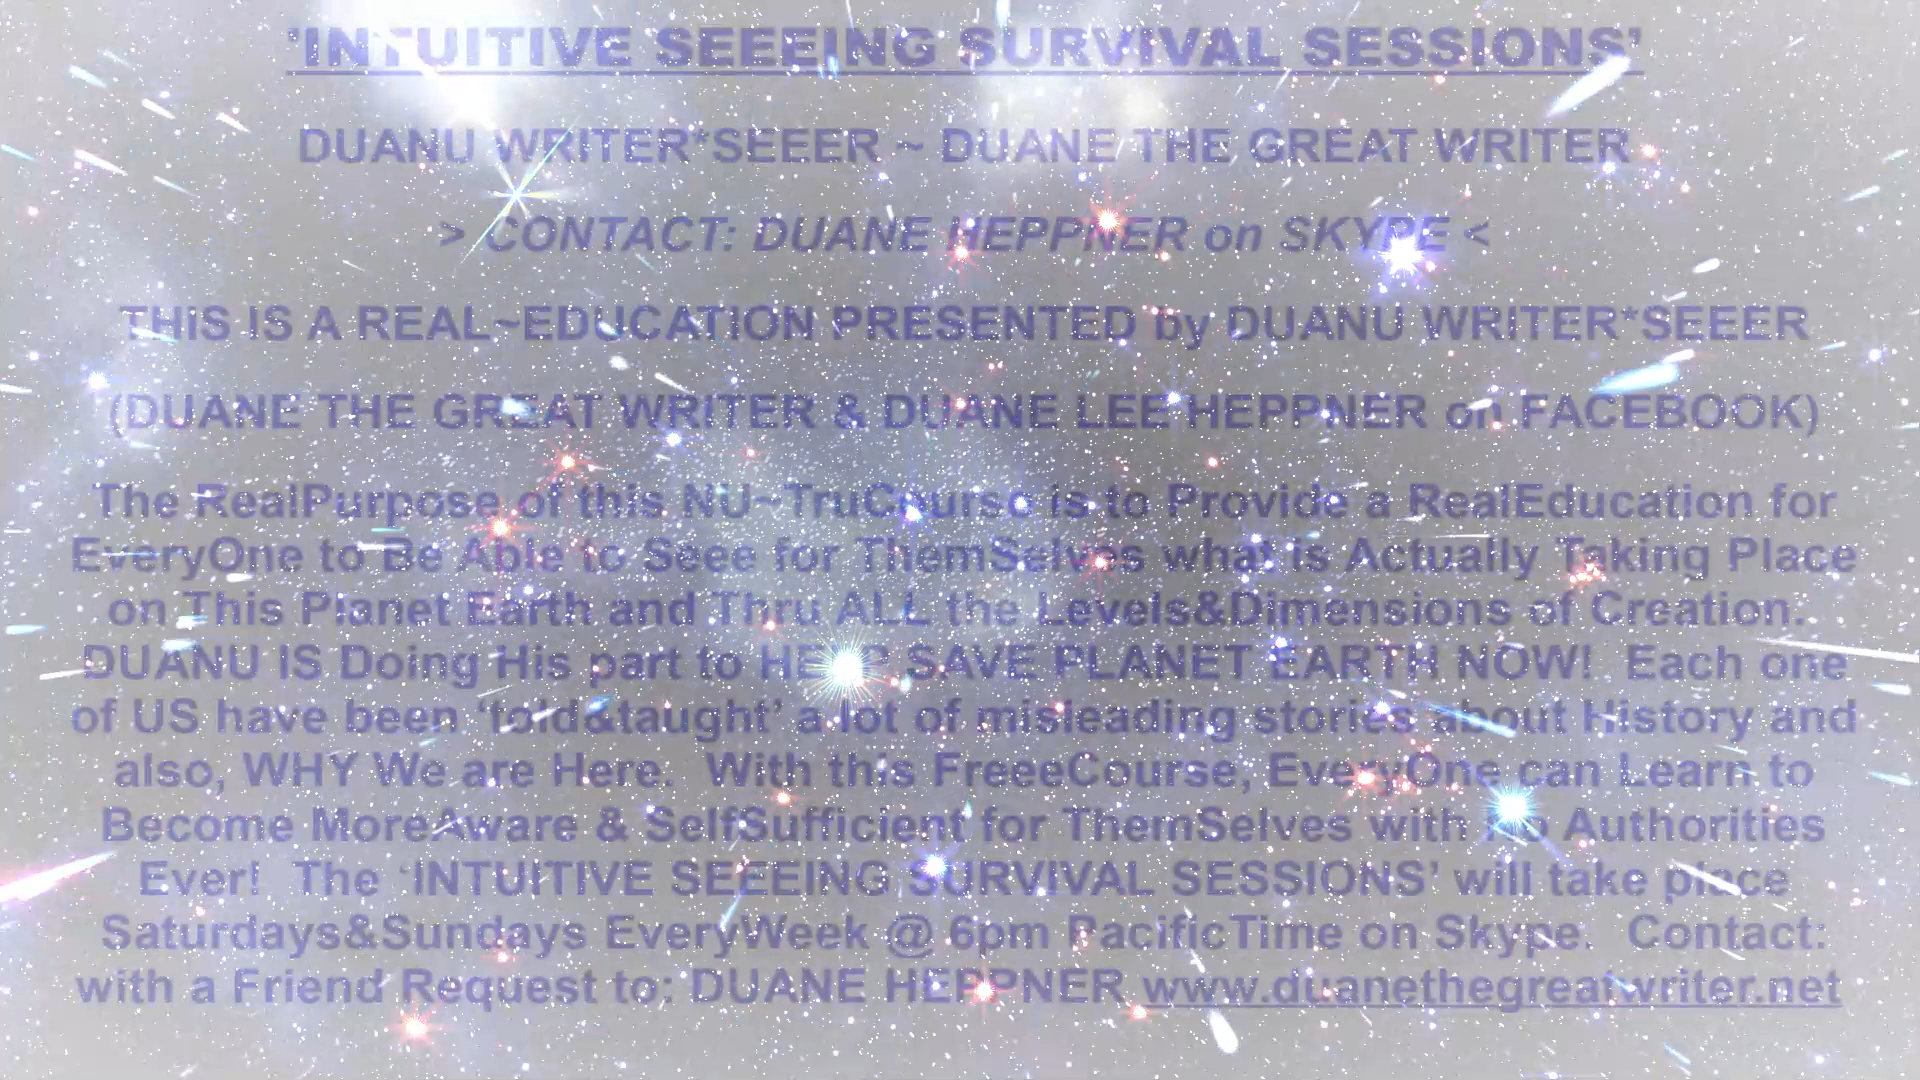 'INTUITIVE SEEEING SURVIVAL SESSIONS'
DUANU WRITER*SEEER ~ DUANE THE GREAT WRITER
> CONTACT: DUANE HEPPNER on SKYPE <
THiS IS A REAL~EDUCATION PRESENTED by DUANU WRITER*SEEER
(DUANE THE GREAT WRITER & DUANE LEE HEPPNER on FACEBOOK)
The RealPurpose of this NU~TruCourse is to Provide a RealEducation for
EveryOne to Be Able to Seee for ThemSelves what is Actually Taking Place
on This Planet Earth and Thru ALL the Levels&Dimensions of Creation.
DUANU IS Doing His part to HELP SAVE PLANET EARTH NOW!  Each one
of US have been 'told&taught' a lot of misleading stories about History and
also, WHY We are Here.  With this FreeeCourse, EveryOne can Learn to
Become MoreAware & SelfSufficient for ThemSelves with No Authorities
Ever!  The 'INTUITIVE SEEEING SURVIVAL SESSIONS' will take place
Saturdays&Sundays EveryWeek @ 6pm PacificTime on Skype.  Contact:
with a Friend Request to: DUANE HEPPNER www.duanethegreatwriter.net